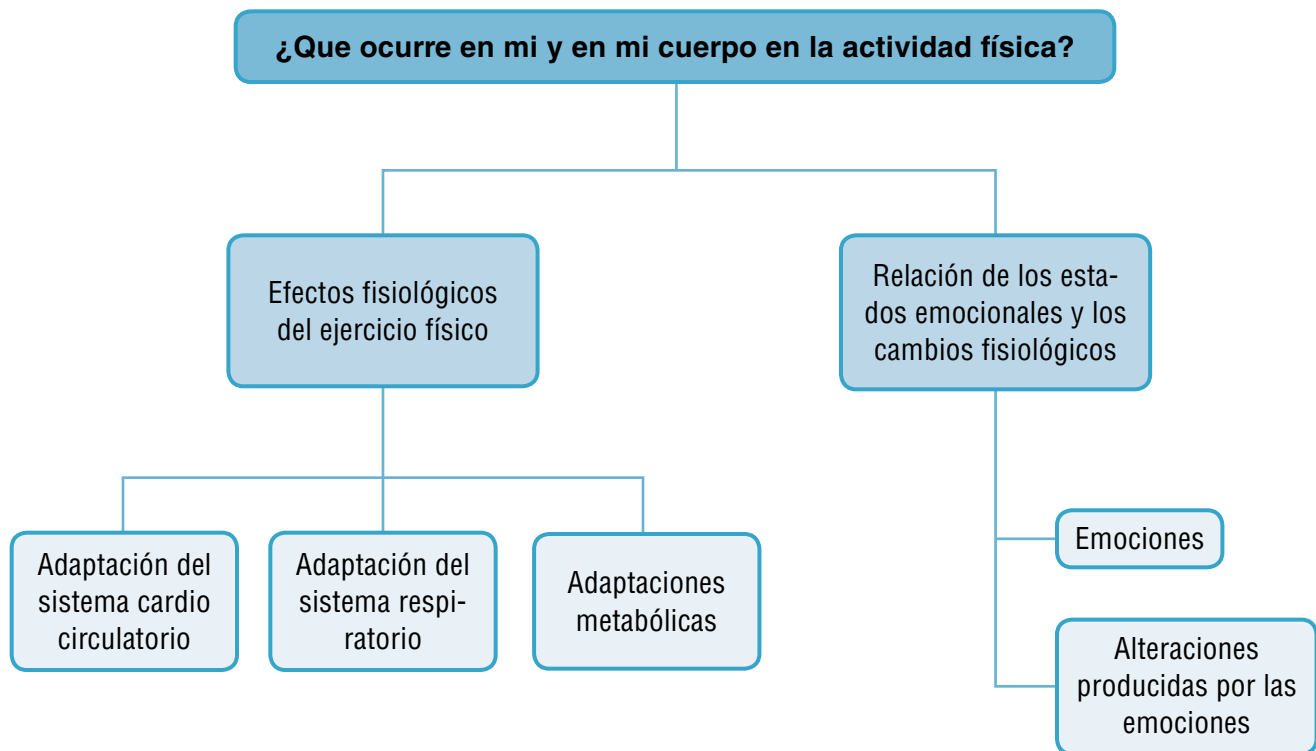 ¿Que ocurre en mi y en mi cuerpo en la actividad física?
Efectos fisiológicos
del ejercicio físico
Relación de los esta-
dos emocionales y los
cambios fisiológicos
Adaptación del
sistema cardio
circulatorio
Adaptación del
sistema respi-
ratorio
Adaptaciones
metabólicas
Emociones
Alteraciones
producidas por las
emociones